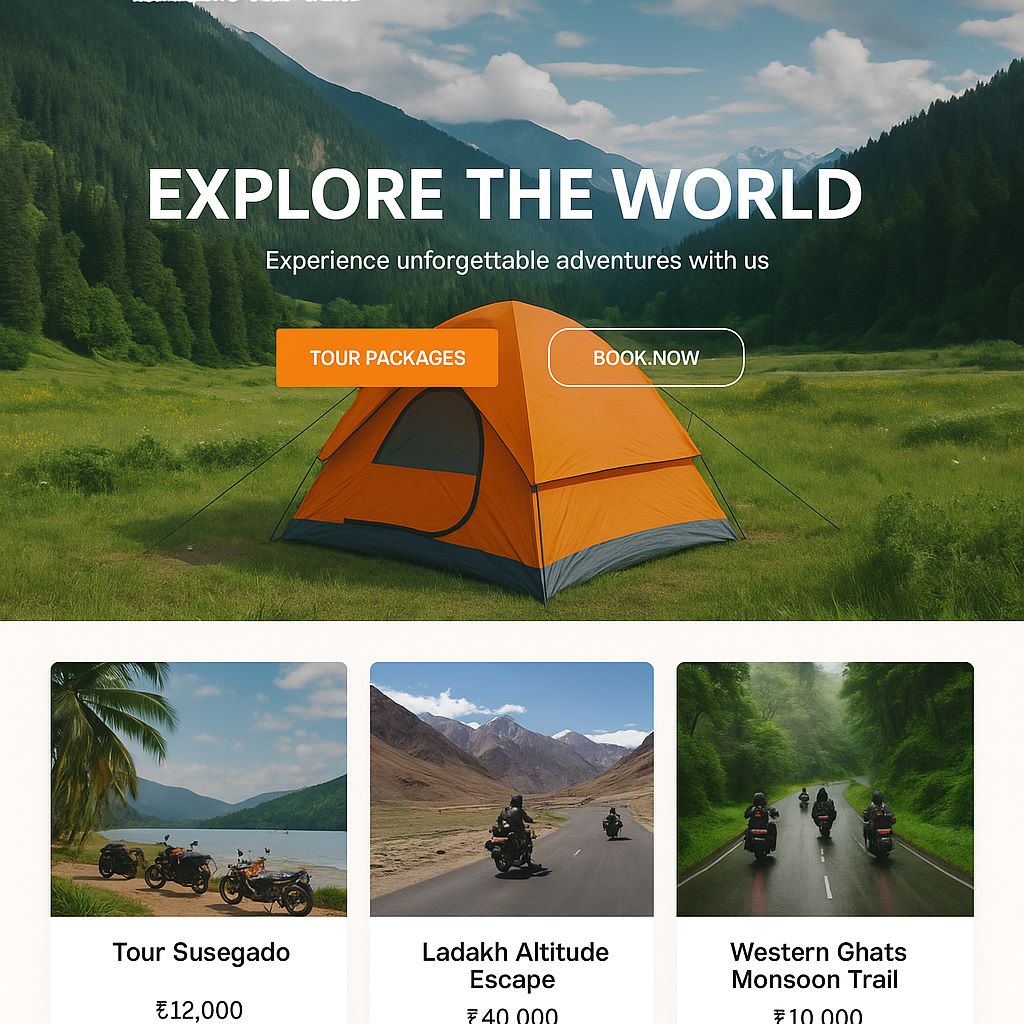 EXPLORE THE WORLD
Experience unforgettable adventures with us
TOUR PACKAGES
BOOK.NOW
Tour Susegado
Ladakh Altitude
Escape
Western Ghats
Monsoon Trail
₹12,000
₹40,000
₹10,000